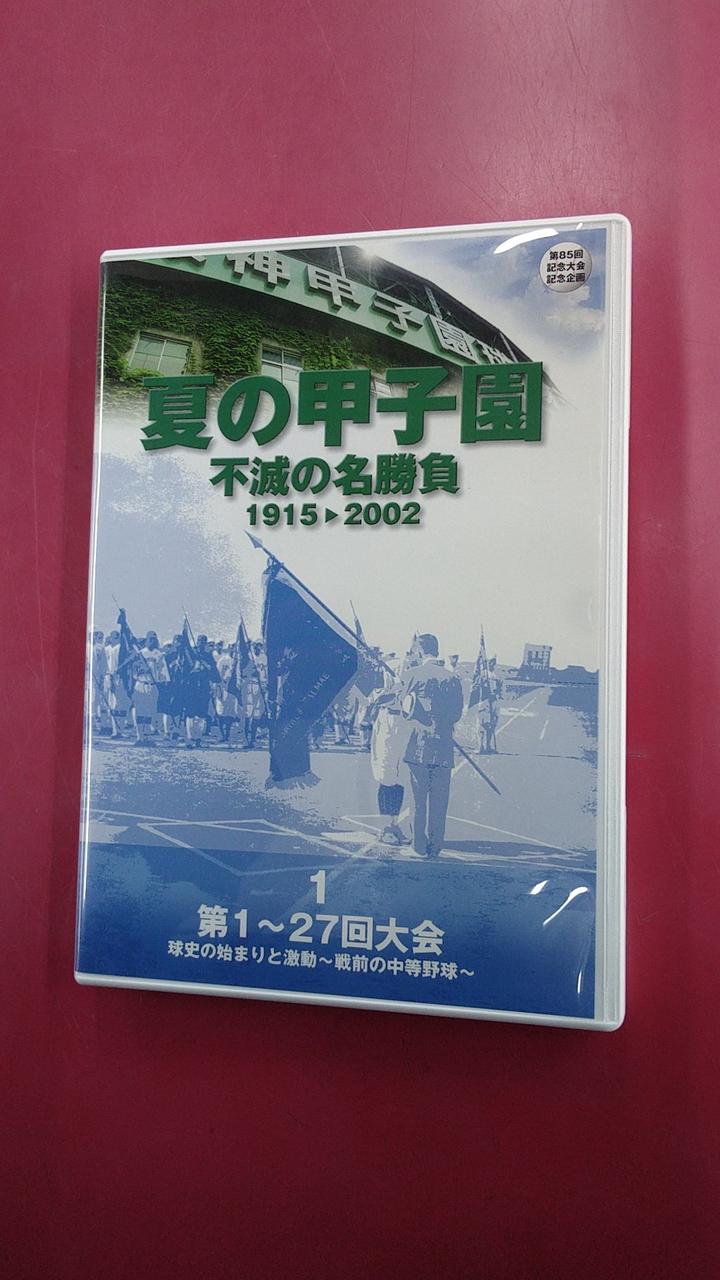 第85回
記念大会
記念企画
神甲子園球
夏の甲子園
不滅の名勝負
1915▶2002
1
第1〜27回大会
球史の始まりと激動〜戦前の中等野球〜